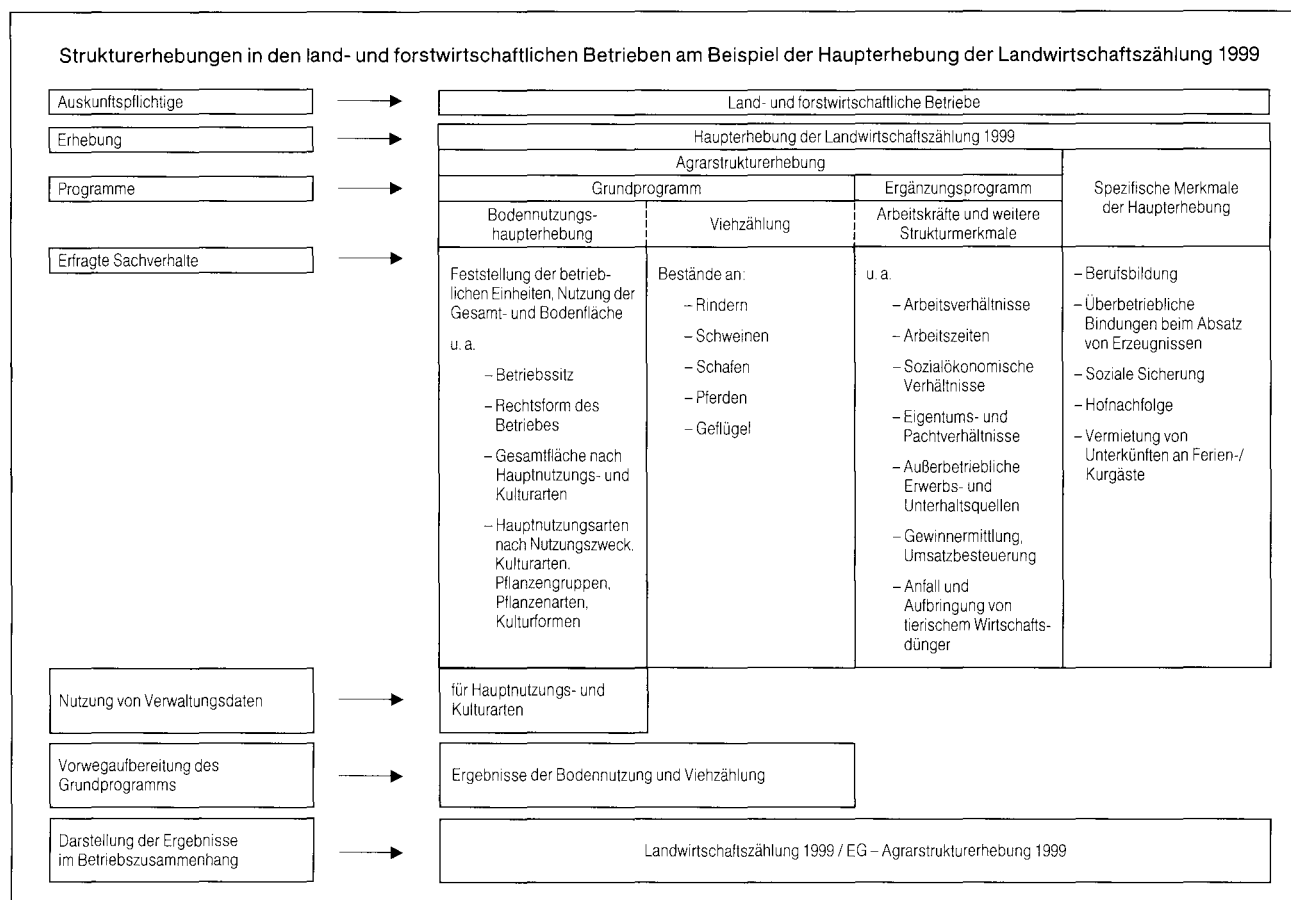 Strukturerhebungen in den land- und forstwirtschaftlichen Betrieben am Beispiel der Haupterhebung der Landwirtschaftszählung 1999
Auskunftspflichtige
Land- und forstwirtschaftliche Betriebe
Erhebung
Haupterhebung der Landwirtschaftszählung 1999
Agrarstrukturerhebung
Programme
Grundprogramm
Ergänzungsprogramm
Spezifische Merkmale
der Haupterhebung
Bodennutzungs-
haupterhebung
Viehzählung
Arbeitskräfte und weitere
Strukturmerkmale
Erfragte Sachverhalte
Feststellung der betrieb-
lichen Einheiten, Nutzung der
Gesamt- und Bodenfläche
u. a.
– Betriebssitz
– Rechtsform des
Betriebes
– Gesamtfläche nach
Hauptnutzungs- und
Kulturarten
– Hauptnutzungsarten
nach Nutzungszweck,
Kulturarten,
Pflanzengruppen,
Pflanzenarten,
Kulturformen
Bestände an:
– Rindern
– Schweinen
– Schafen
– Pferden
– Geflügel
u. a.
– Arbeitsverhältnisse
– Arbeitszeiten
– Sozialökonomische
Verhältnisse
– Eigentums- und
Pachtverhältnisse
– Außerbetriebliche
Erwerbs- und
Unterhaltsquellen
– Gewinnermittlung,
Umsatzbesteuerung
– Anfall und
Aufbringung von
tierischem Wirtschafts-
dünger
– Berufsbildung
– Überbetriebliche
Bindungen beim Absatz
von Erzeugnissen
– Soziale Sicherung
– Hofnachfolge
– Vermietung von
Unterkünften an Ferien-/
Kurgäste
Nutzung von Verwaltungsdaten
für Hauptnutzungs- und
Kulturarten
Vorwegaufbereitung des
Grundprogramms
Ergebnisse der Bodennutzung und Viehzählung
Darstellung der Ergebnisse
im Betriebszusammenhang
Landwirtschaftszählung 1999 / EG – Agrarstrukturerhebung 1999